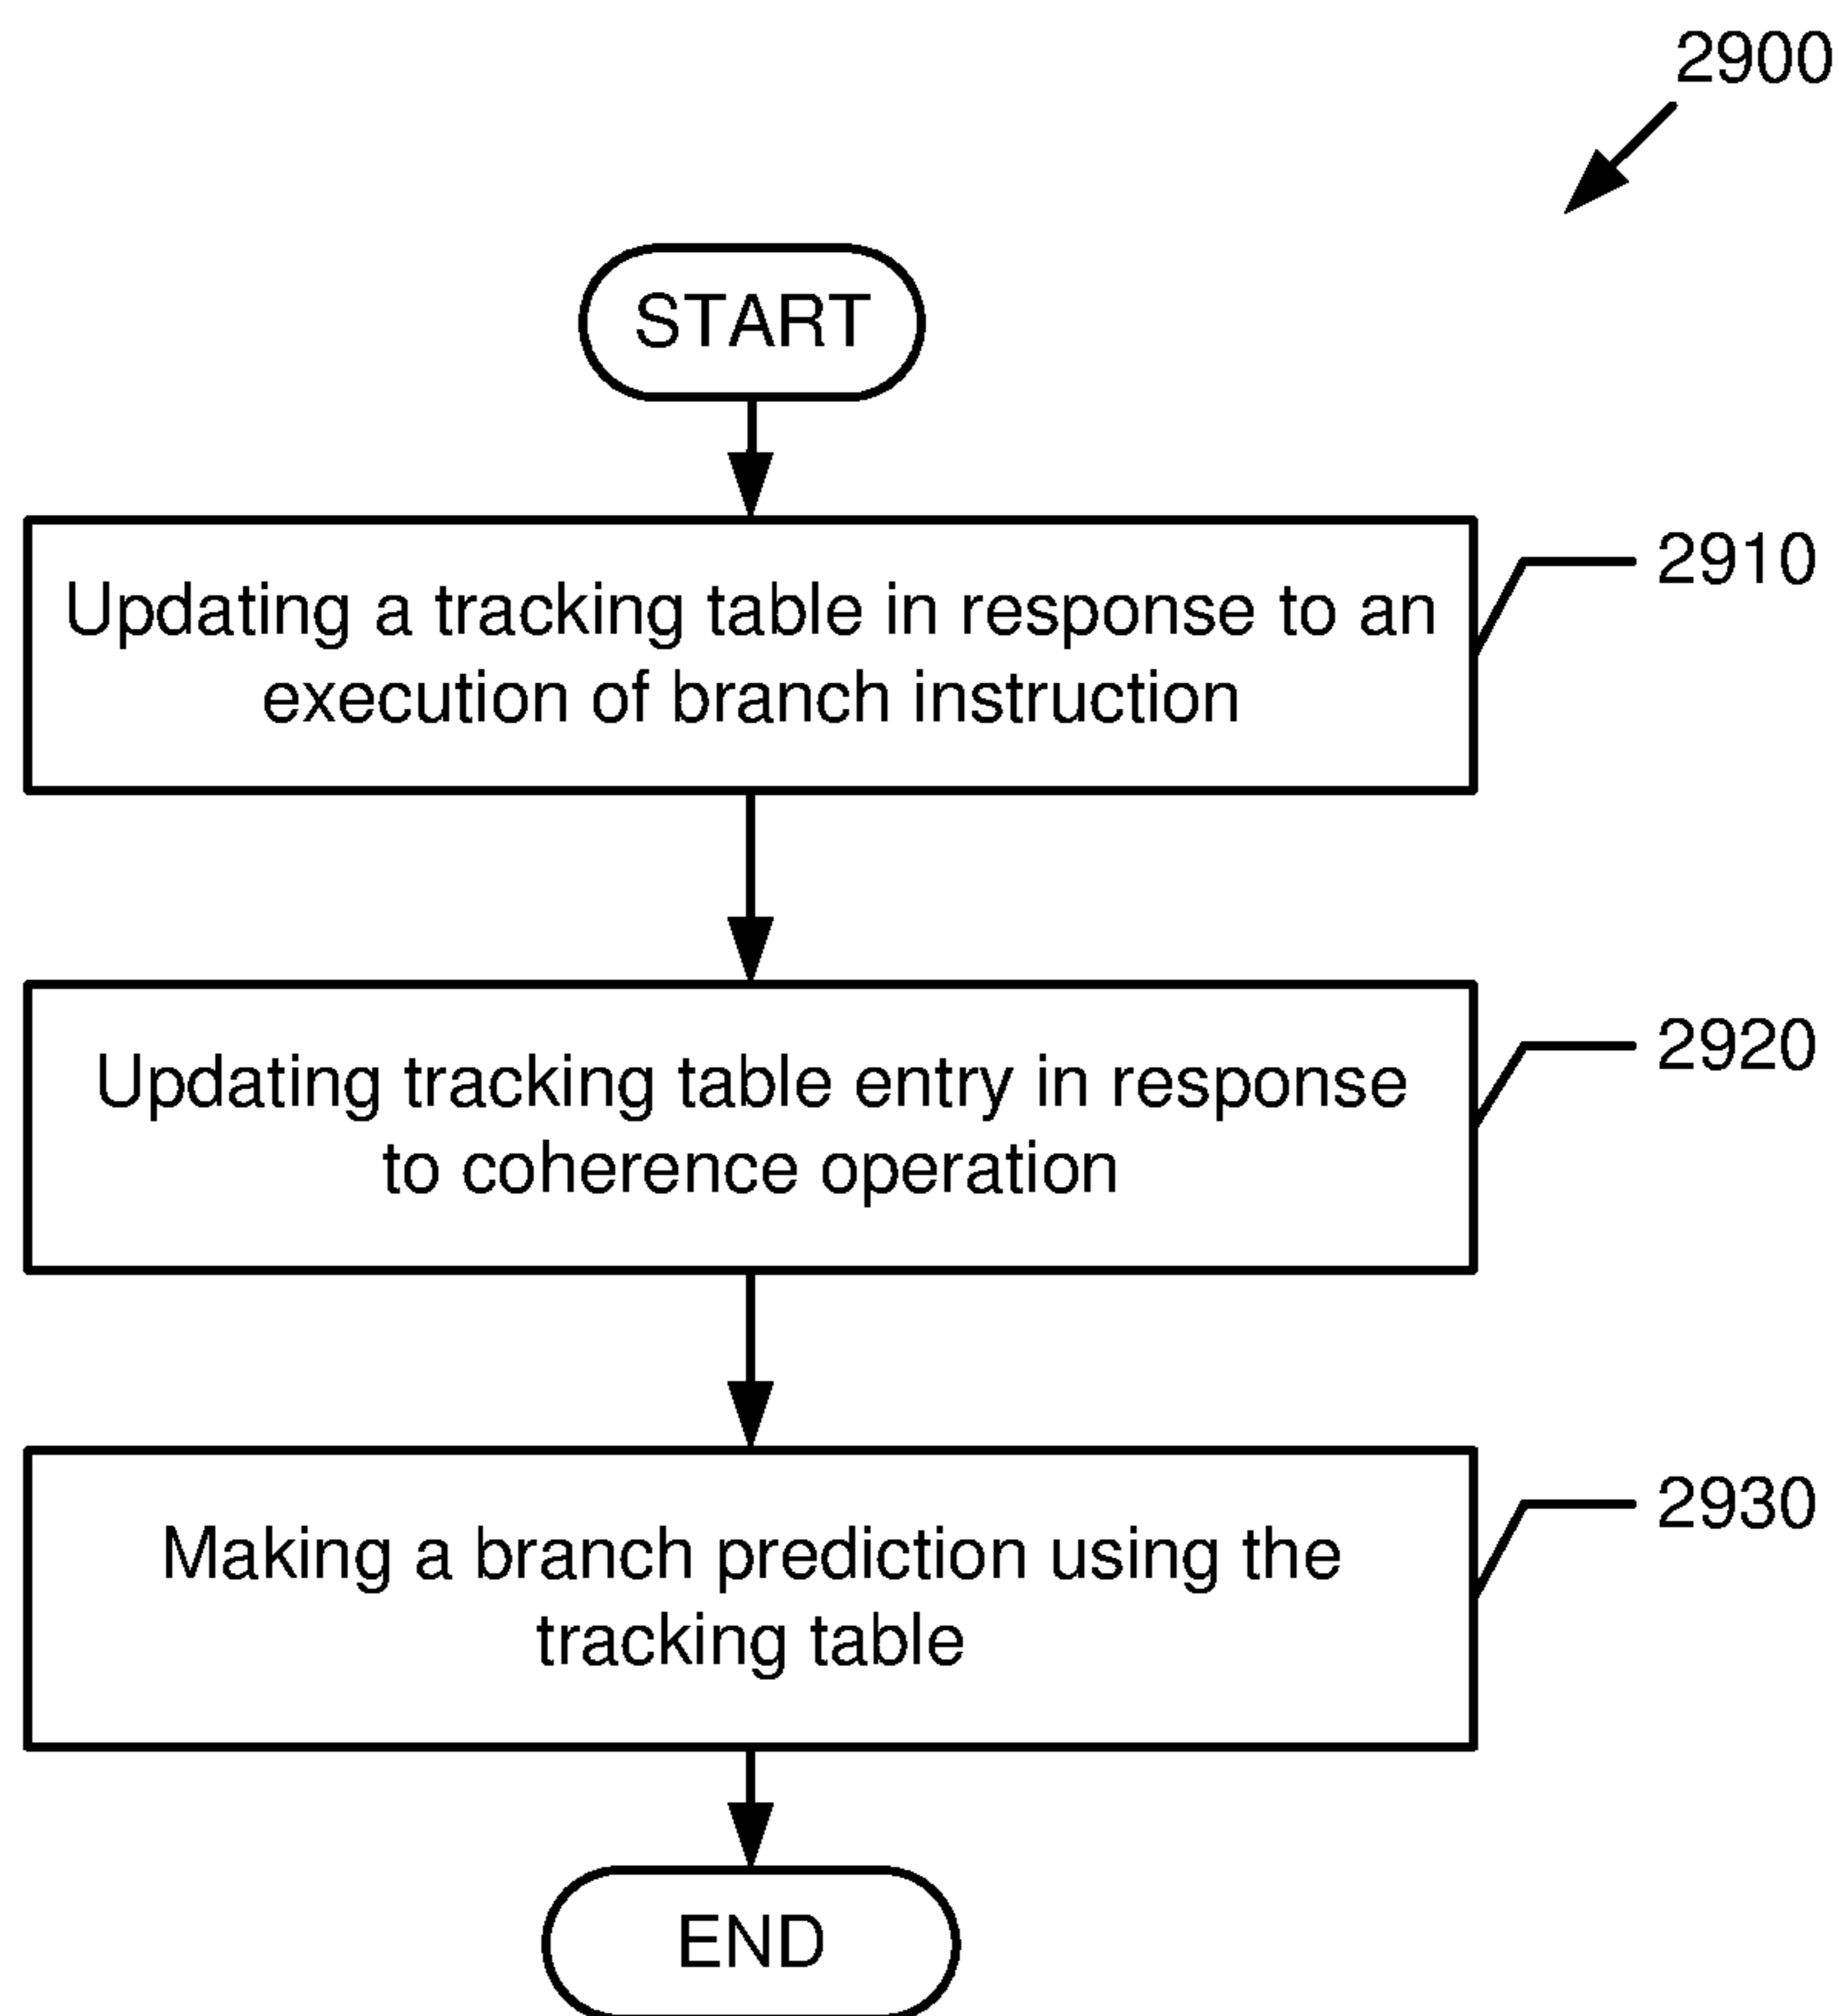 2900
START
Updating a tracking table in response to an
execution of branch instruction
2910
Updating tracking table entry in response
to coherence operation
2920
Making a branch prediction using the
tracking table
2930
END